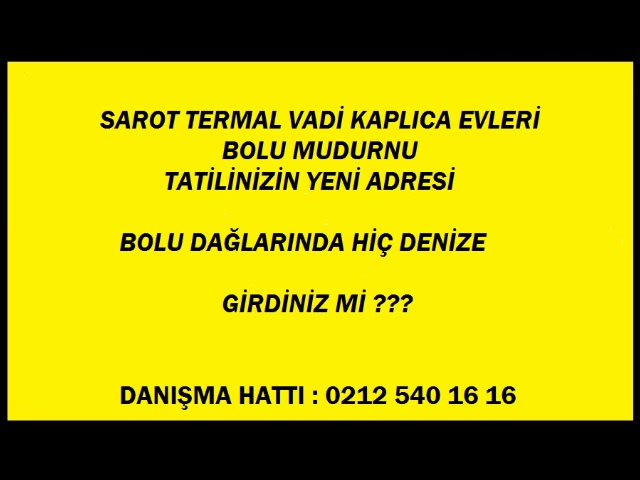 SAROT TERMAL VADİ KAPLICA EVLERİ
BOLU MUDURNU
TATİLİNİZİN YENİ ADRESİ
BOLU DAĞLARINDA HİÇ DENİZE
GİRDİNİZ Mİ ???
DANIŞMA HATTI : 0212 540 16 16